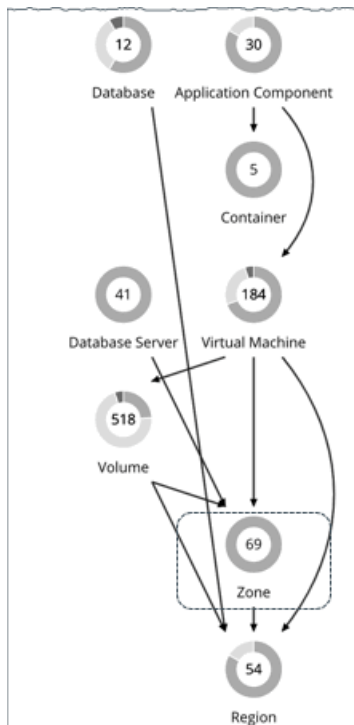 12
30
Database
Application Component
5
Container
41
184
Database Server
Virtual Machine
518
Volume
69
Zone
54
Region